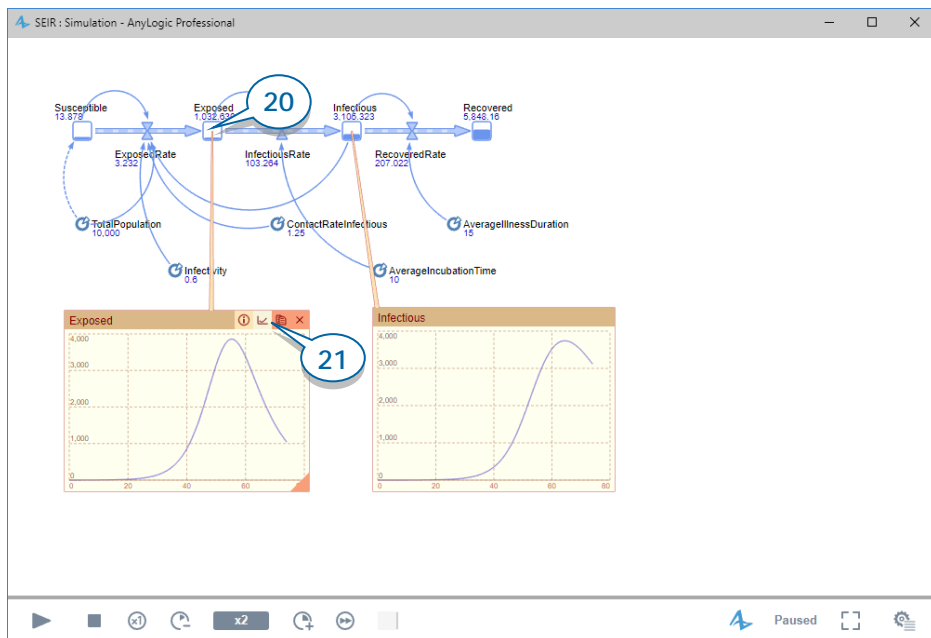 SEIR : Simulation - AnyLogic Professional
20
Susceptible
13.878
Exposed
Infectious
3,105.323
Recovered
5,848.16
ExposedRate
3.232
InfectiousRate
103.264
RecoveredRate
207.022
TotalPopulation
10,000
ContactRateInfectious
1.25
AverageIllnessDuration
15
Infectivity
0.6
AverageIncubationTime
10
Exposed
21
4,000
3,000
2,000
1,000
0
0 20 40 60
Infectious
4,000
3,000
2,000
1,000
0
0 20 40 60 80
x1
x2
Paused